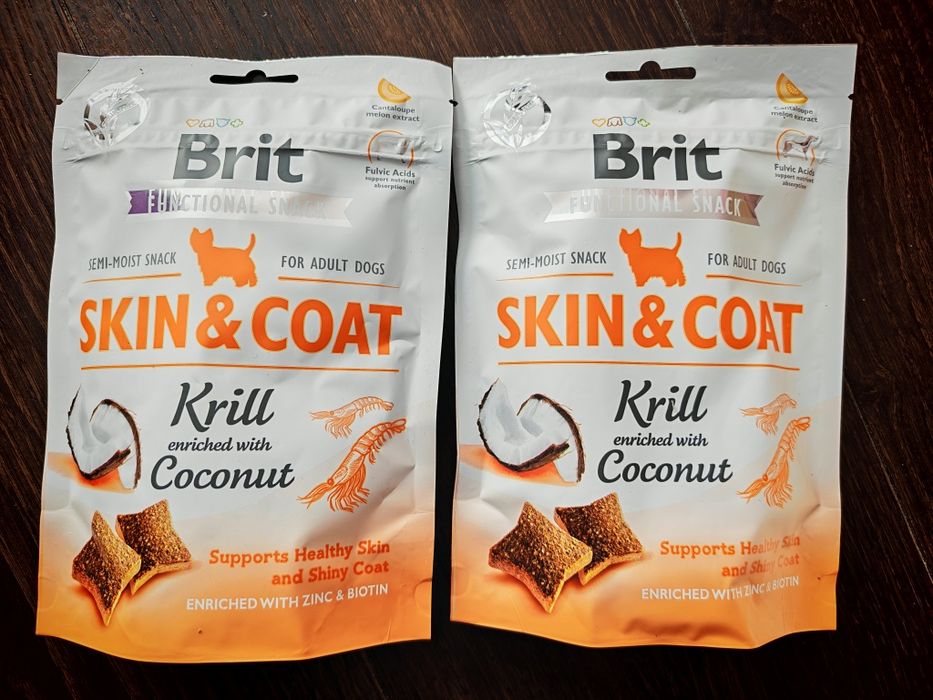 Cantaloupe
melon extract
Brit
Fulvic Acids
support nutrient
absorption
FUNCTIONAL SNACK
SEMI-MOIST SNACK
FOR ADULT DOGS
SKIN & COAT
Krill
enriched with
Coconut
Supports Healthy Skin
and Shiny Coat
ENRICHED WITH ZINC & BIOTIN
Cantaloupe
melon extract
Brit
Fulvic Acids
support nutrient
absorption
FUNCTIONAL SNACK
SEMI-MOIST SNACK
FOR ADULT DOGS
SKIN & COAT
Krill
enriched with
Coconut
Supports Healthy Skin
and Shiny Coat
ENRICHED WITH ZINC & BIOTIN